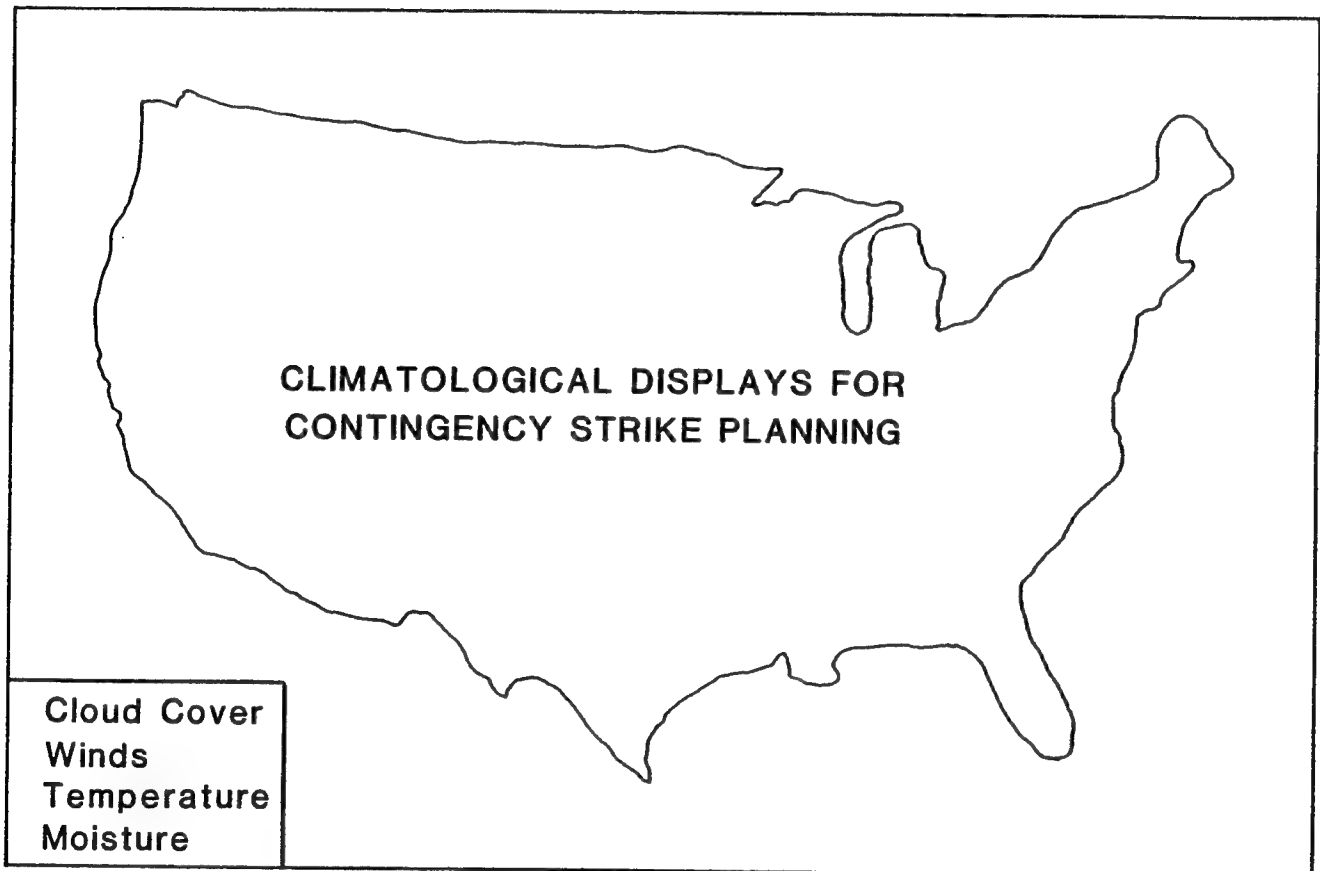 CLIMATOLOGICAL DISPLAYS FOR
CONTINGENCY STRIKE PLANNING
Cloud Cover
Winds
Temperature
Moisture